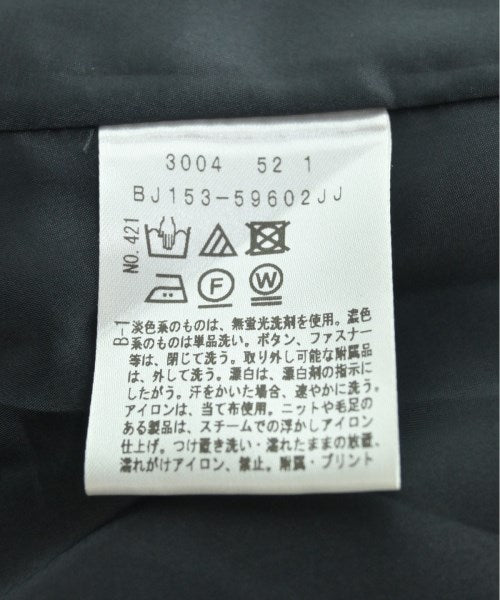 3004 52 1
BJ153-59602JJ
NO. 421
F W
B-1
淡色系のものは、無蛍光洗剤を使用。濃色
系のものは単品洗い。ボタン、ファスナー
等は、閉じて洗う。取り外し可能な附属品
は、外して洗う。漂白は、漂白剤の指示に
したがう。汗をかいた場合、速やかに洗う。
アイロンは、当て布使用。ニットや毛足の
ある製品は、スチームでの浮かしアイロン
仕上げ。つけ置き洗い・濡れたままの放置、
濡れがけアイロン、禁止。附属・プリント